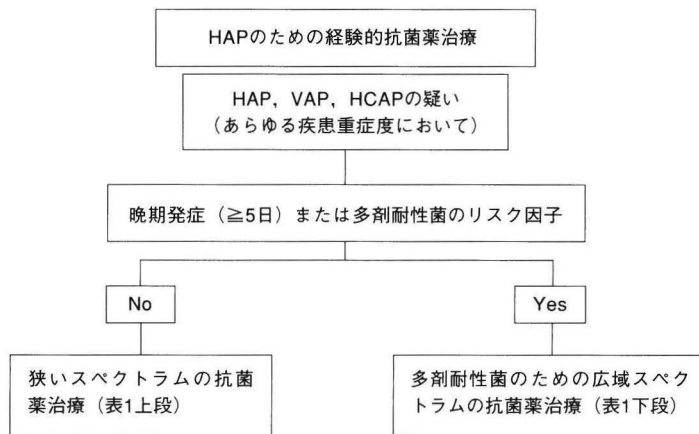 HAPのための経験的抗菌薬治療
HAP，VAP，HCAPの疑い
（あらゆる疾患重症度において）
晩期発症（≧5日）または多剤耐性菌のリスク因子
No
Yes
狭いスペクトラムの抗菌
薬治療（表1上段）
多剤耐性菌のための広域スペク
トラムの抗菌薬治療（表1下段）